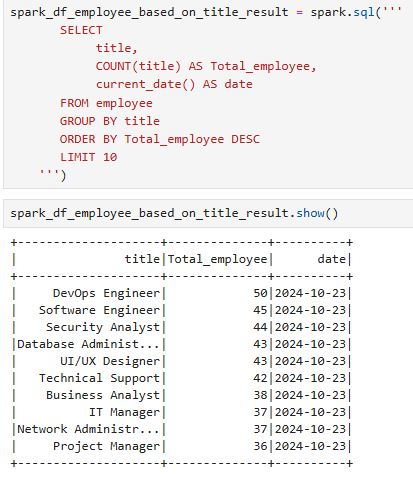 spark_df_employee_based_on_title_result = spark.sql('''
SELECT
title,
COUNT(title) AS Total_employee,
current_date() AS date
FROM employee
GROUP BY title
ORDER BY Total_employee DESC
LIMIT 10
''')
spark_df_employee_based_on_title_result.show()
+--------------------+--------------+----------+
|               title|Total_employee|      date|
+--------------------+--------------+----------+
|     DevOps Engineer|            50|2024-10-23|
|   Software Engineer|            45|2024-10-23|
|    Security Analyst|            44|2024-10-23|
|Database Administ...|            43|2024-10-23|
|      UI/UX Designer|            43|2024-10-23|
|   Technical Support|            42|2024-10-23|
|    Business Analyst|            38|2024-10-23|
|          IT Manager|            37|2024-10-23|
|Network Administr...|            37|2024-10-23|
|     Project Manager|            36|2024-10-23|
+--------------------+--------------+----------+